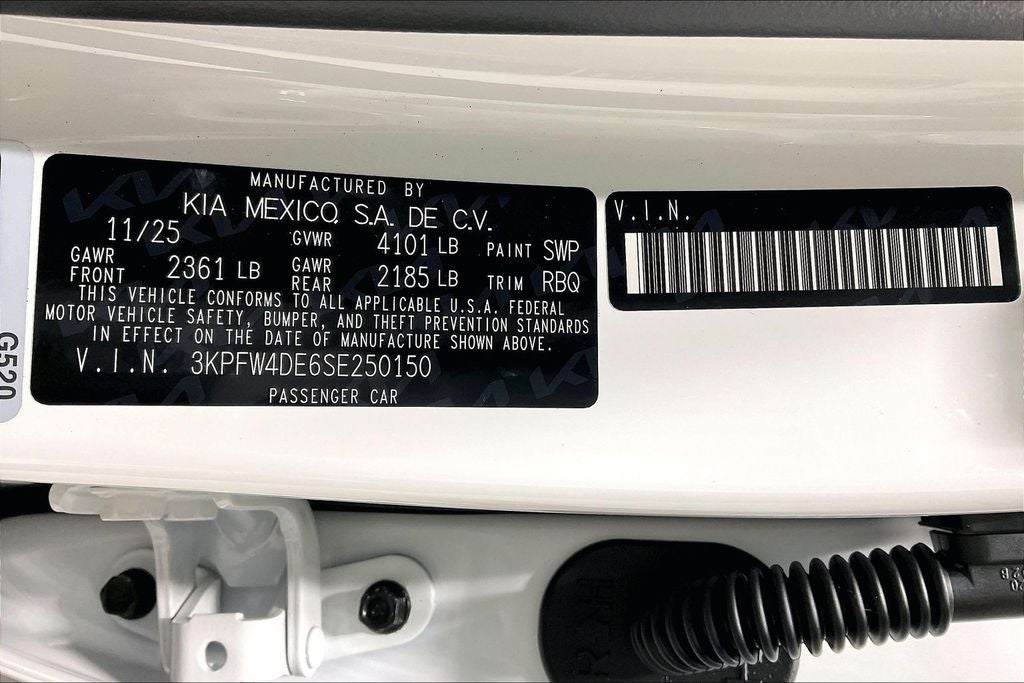 MANUFACTURED BY
KIA MEXICO, S.A. DE C.V.
11/25 GVWR 4101 LB PAINT SWP
GAWR FRONT 2361 LB GAWR REAR 2185 LB TRIM RBQ
THIS VEHICLE CONFORMS TO ALL APPLICABLE U.S.A. FEDERAL
MOTOR VEHICLE SAFETY, BUMPER, AND THEFT PREVENTION STANDARDS
IN EFFECT ON THE DATE OF MANUFACTURE SHOWN ABOVE.
V.I.N. 3KPFW4DE6SE250150
PASSENGER CAR
V.I.N.
G520